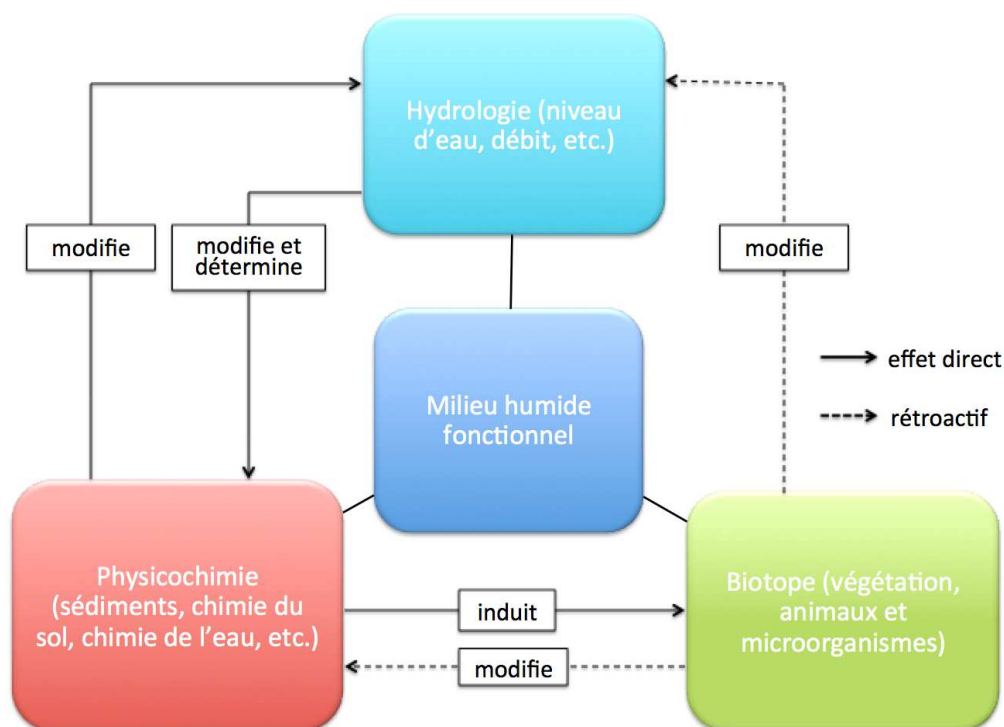 Hydrologie (niveau
d'eau, débit, etc.)
modifie
modifie et
détermine
modifie
Milieu humide
fonctionnel
effet direct
rétroactif
Physicochimie
(sédiments, chimie du
sol, chimie de l'eau, etc.)
induit
modifie
Biotope (végétation,
animaux et
microorganismes)